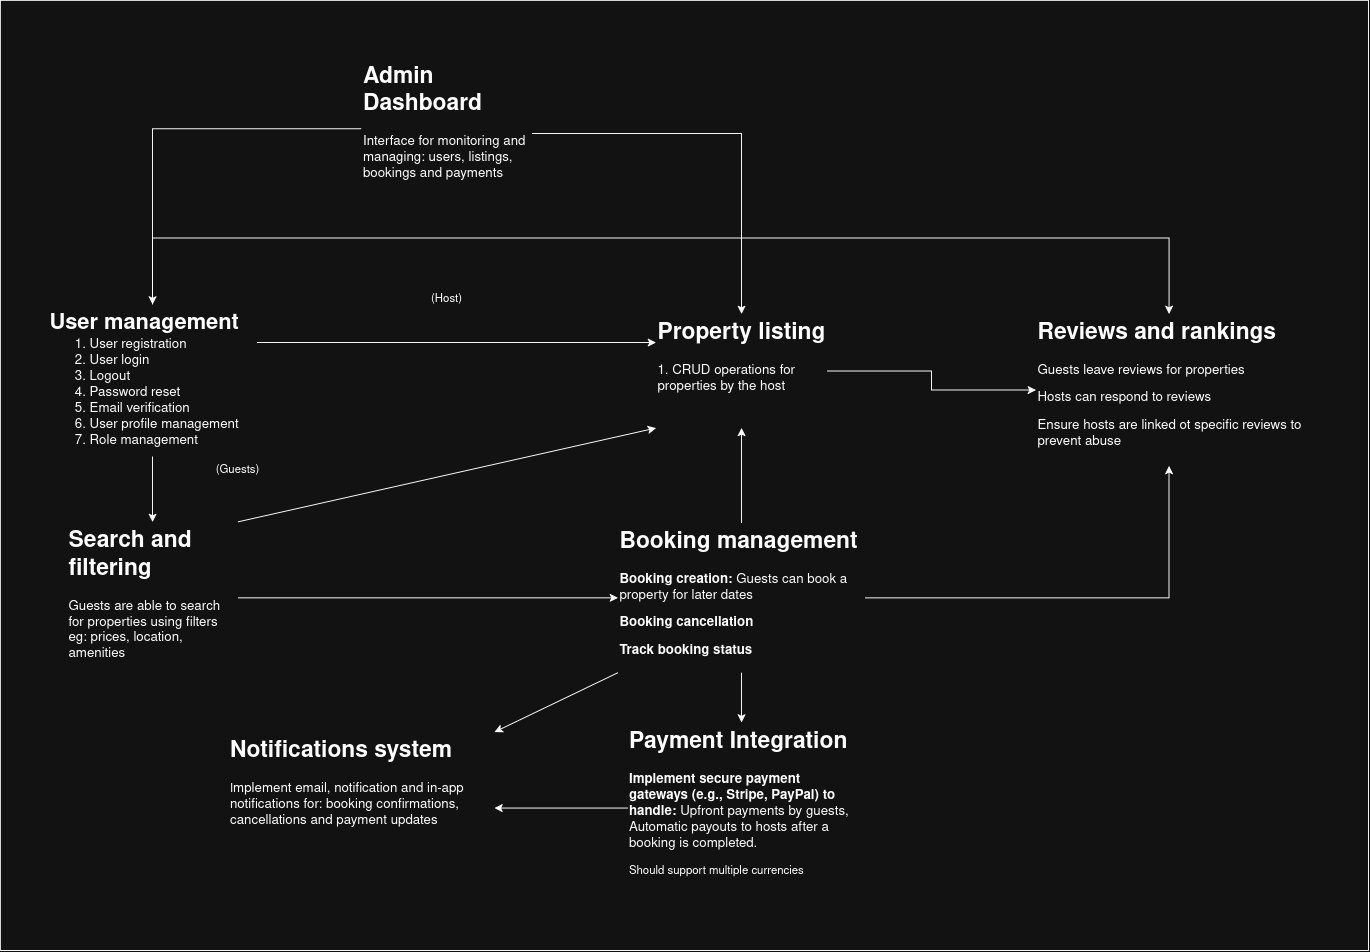 Admin
Dashboard
Interface for monitoring and
managing: users, listings,
bookings and payments
(Host)
User management
1. User registration
2. User login
3. Logout
4. Password reset
5. Email verification
6. User profile management
7. Role management
Property listing
1. CRUD operations for
properties by the host
Reviews and rankings
Guests leave reviews for properties
Hosts can respond to reviews
Ensure hosts are linked ot specific reviews to
prevent abuse
(Guests)
Search and
filtering
Guests are able to search
for properties using filters
eg: prices, location,
amenities
Booking management
Booking creation: Guests can book a
property for later dates
Booking cancellation
Track booking status
Notifications system
Implement email, notification and in-app
notifications for: booking confirmations,
cancellations and payment updates
Payment Integration
Implement secure payment
gateways (e.g., Stripe, PayPal) to
handle: Upfront payments by guests,
Automatic payouts to hosts after a
booking is completed.
Should support multiple currencies